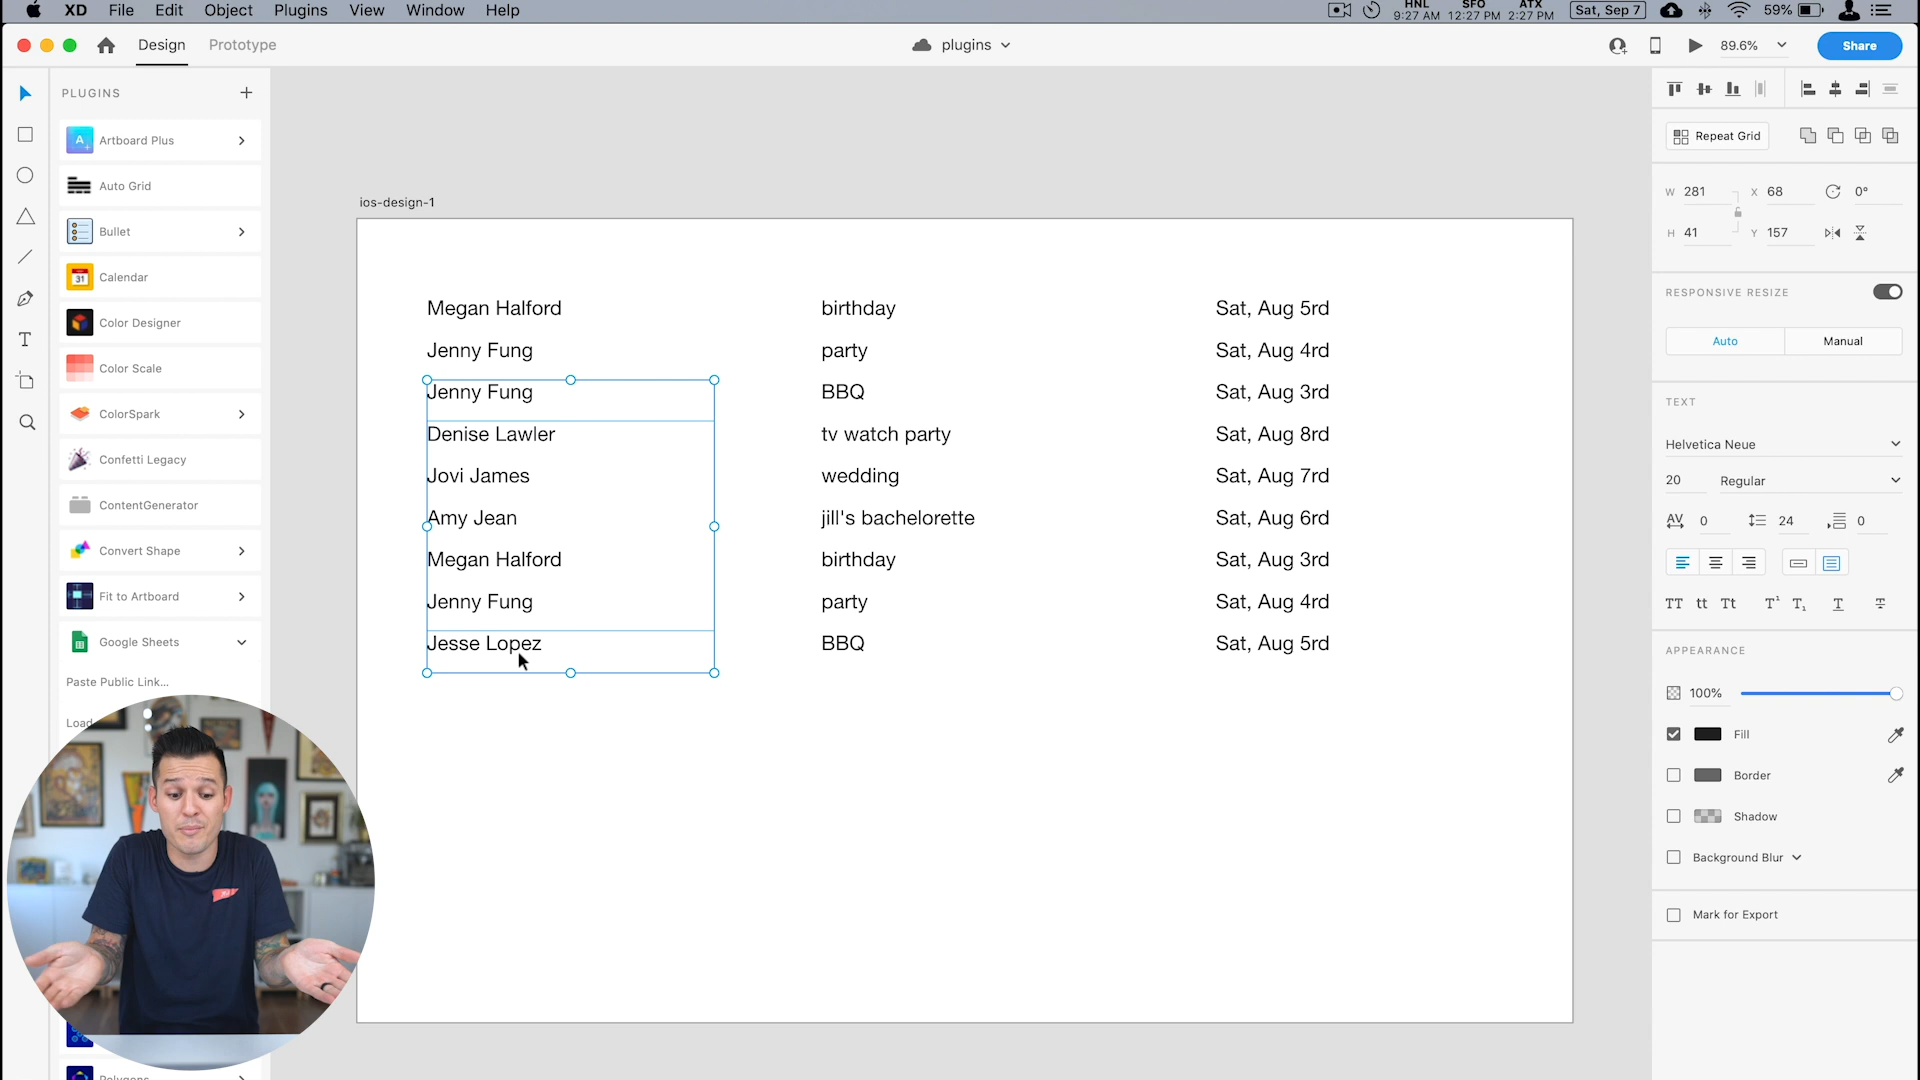 XD File Edit Object Plugins View Window Help
HNL 9:27 AM SFO 12:27 PM ATX 2:27 PM Sat, Sep 7 59%
Design Prototype
plugins
89.6%
Share
PLUGINS
Artboard Plus
Auto Grid
Bullet
Calendar
Color Designer
Color Scale
ColorSpark
Confetti Legacy
ContentGenerator
Convert Shape
Fit to Artboard
Google Sheets
Paste Public Link...
Load
Polygons
ios-design-1
Megan Halford birthday Sat, Aug 5rd
Jenny Fung party Sat, Aug 4rd
Jenny Fung BBQ Sat, Aug 3rd
Denise Lawler tv watch party Sat, Aug 8rd
Jovi James wedding Sat, Aug 7rd
Amy Jean jill's bachelorette Sat, Aug 6rd
Megan Halford birthday Sat, Aug 3rd
Jenny Fung party Sat, Aug 4rd
Jesse Lopez BBQ Sat, Aug 5rd
Repeat Grid
W 281 X 68 0°
H 41 Y 157
RESPONSIVE RESIZE
Auto Manual
TEXT
Helvetica Neue
20 Regular
AV 0 24 0
TT tt Tt T¹ T₁ T T
APPEARANCE
100%
Fill
Border
Shadow
Background Blur
Mark for Export